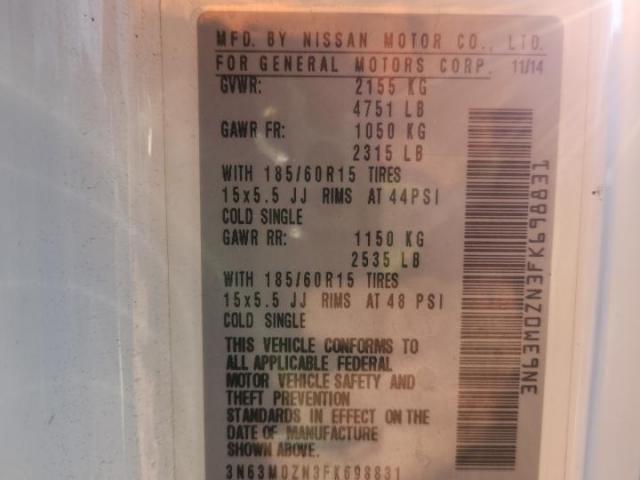 MFD. BY NISSAN MOTOR CO., LTD.
FOR GENERAL MOTORS CORP. 11/14
GVWR: 2155 KG
4751 LB
GAWR FR: 1050 KG
2315 LB
WITH 185/60R15 TIRES
15x5.5 JJ RIMS AT 44PSI
COLD SINGLE
GAWR RR: 1150 KG
2535 LB
WITH 185/60R15 TIRES
15x5.5 JJ RIMS AT 48 PSI
COLD SINGLE
THIS VEHICLE CONFORMS TO
ALL APPLICABLE FEDERAL
MOTOR VEHICLE SAFETY AND
THEFT PREVENTION
STANDARDS IN EFFECT ON THE
DATE OF MANUFACTURE
SHOWN ABOVE.
3N63M0ZN3FK698831